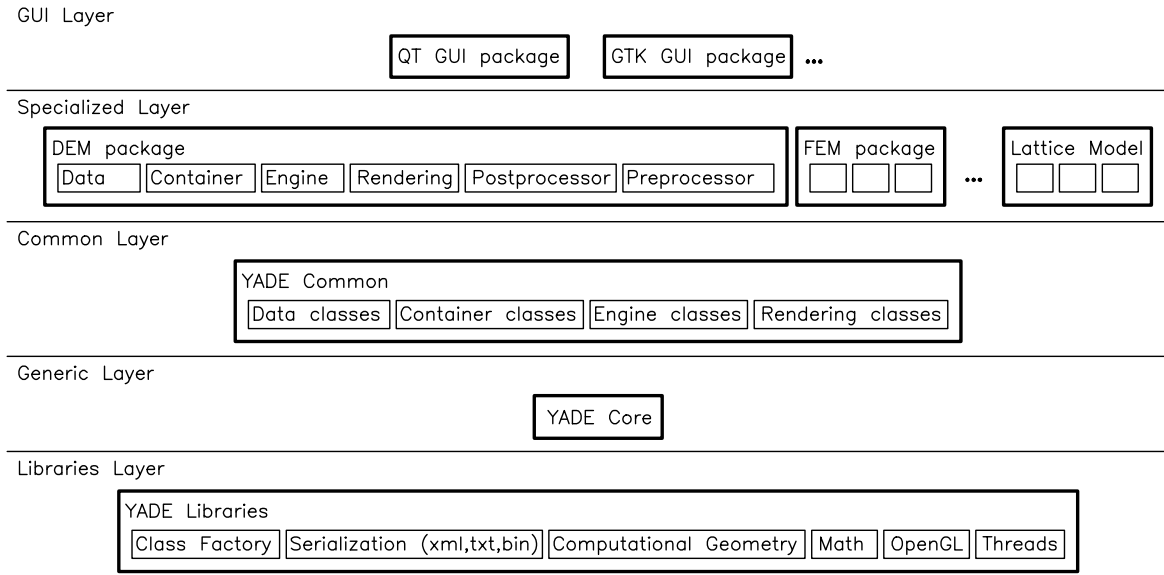 GUI Layer
QT GUI package GTK GUI package ...
Specialized Layer
DEM package FEM package ... Lattice Model
Data Container Engine Rendering Postprocessor Preprocessor
Common Layer
YADE Common
Data classes Container classes Engine classes Rendering classes
Generic Layer
YADE Core
Libraries Layer
YADE Libraries
Class Factory Serialization (xml,txt,bin) Computational Geometry Math OpenGL Threads